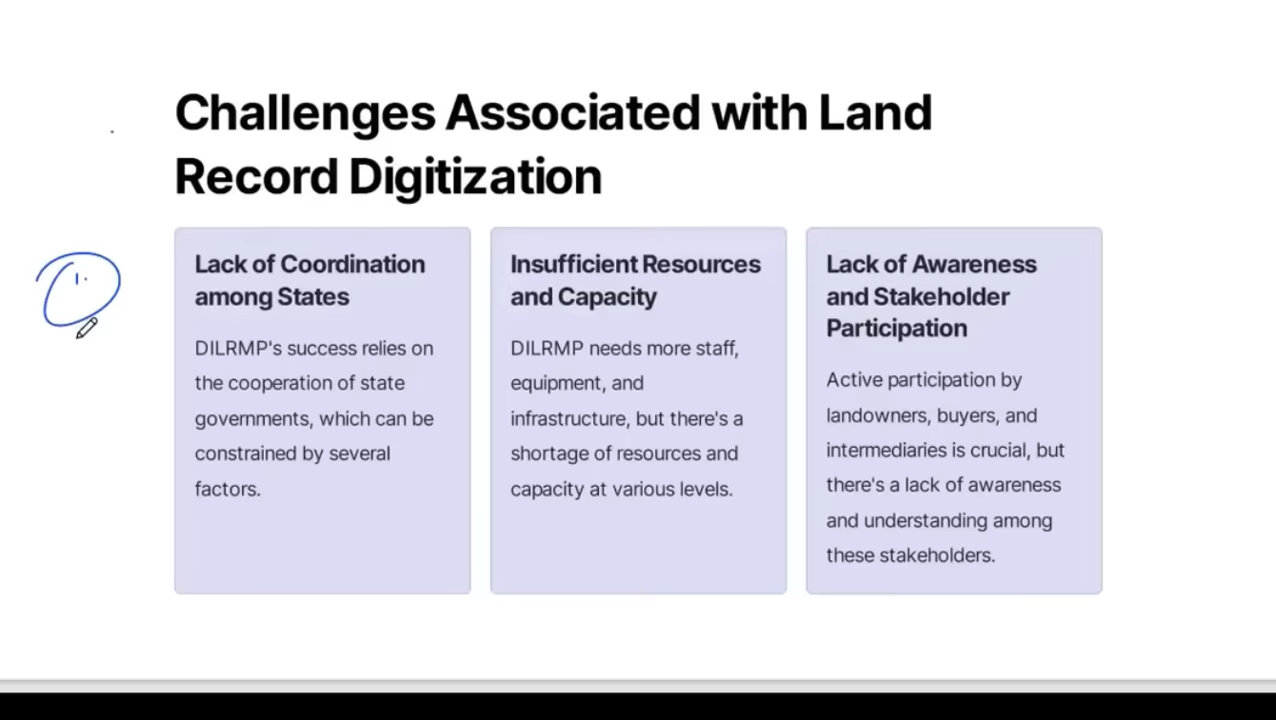 Challenges Associated with Land
Record Digitization
Lack of Coordination
among States
DILRMP's success relies on
the cooperation of state
governments, which can be
constrained by several
factors.
Insufficient Resources
and Capacity
DILRMP needs more staff,
equipment, and
infrastructure, but there's a
shortage of resources and
capacity at various levels.
Lack of Awareness
and Stakeholder
Participation
Active participation by
landowners, buyers, and
intermediaries is crucial, but
there's a lack of awareness
and understanding among
these stakeholders.